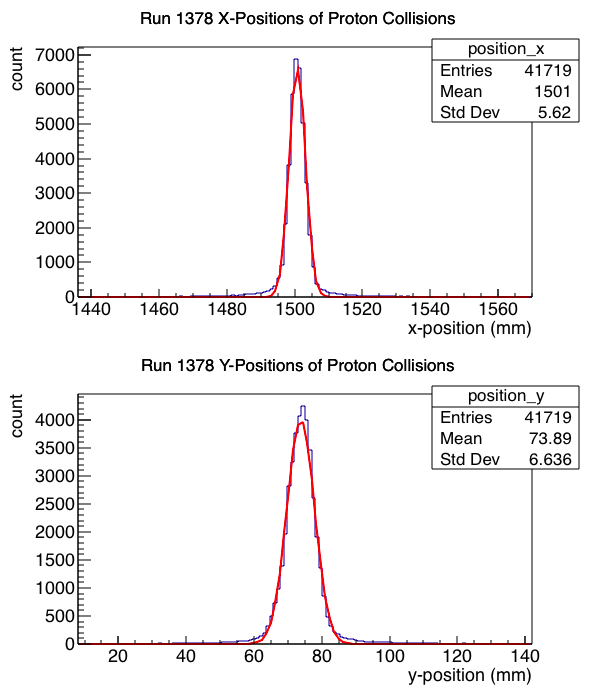 Run 1378 X-Positions of Proton Collisions
count
position_x
Entries 41719
Mean 1501
Std Dev 5.62
7000
6000
5000
4000
3000
2000
1000
0
1440 1460 1480 1500 1520 1540 1560
x-position (mm)
Run 1378 Y-Positions of Proton Collisions
count
position_y
Entries 41719
Mean 73.89
Std Dev 6.636
4000
3500
3000
2500
2000
1500
1000
500
0
20 40 60 80 100 120 140
y-position (mm)